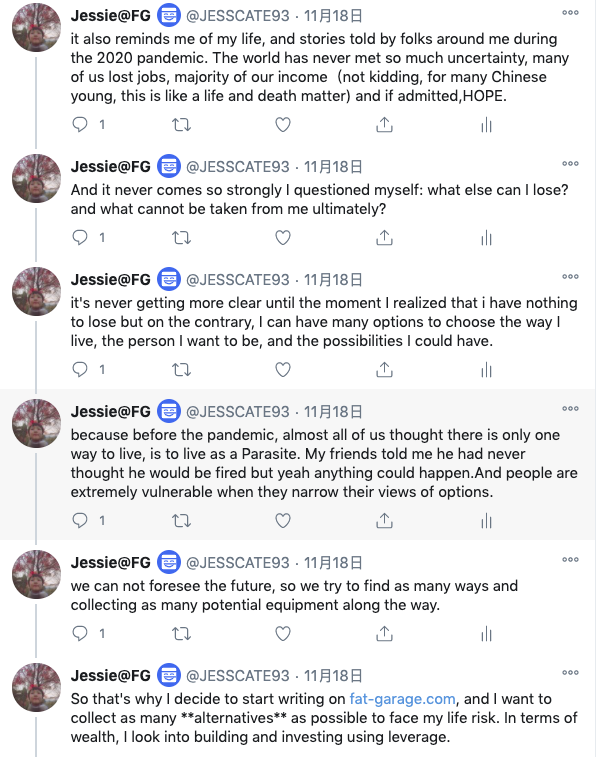 Jessie@FG @JESSCATE93 · 11月18日
it also reminds me of my life, and stories told by folks around me during
the 2020 pandemic. The world has never met so much uncertainty, many
of us lost jobs, majority of our income（not kidding, for many Chinese
young, this is like a life and death matter) and if admitted,HOPE.
1
Jessie@FG @JESSCATE93 · 11月18日
And it never comes so strongly I questioned myself: what else can I lose?
and what cannot be taken from me ultimately?
1
Jessie@FG @JESSCATE93 · 11月18日
it's never getting more clear until the moment I realized that i have nothing
to lose but on the contrary, I can have many options to choose the way I
live, the person I want to be, and the possibilities I could have.
1
Jessie@FG @JESSCATE93 · 11月18日
because before the pandemic, almost all of us thought there is only one
way to live, is to live as a Parasite. My friends told me he had never
thought he would be fired but yeah anything could happen.And people are
extremely vulnerable when they narrow their views of options.
1
Jessie@FG @JESSCATE93 · 11月18日
we can not foresee the future, so we try to find as many ways and
collecting as many potential equipment along the way.
1
Jessie@FG @JESSCATE93 · 11月18日
So that's why I decide to start writing on fat-garage.com, and I want to
collect as many **alternatives** as possible to face my life risk. In terms of
wealth, I look into building and investing using leverage.